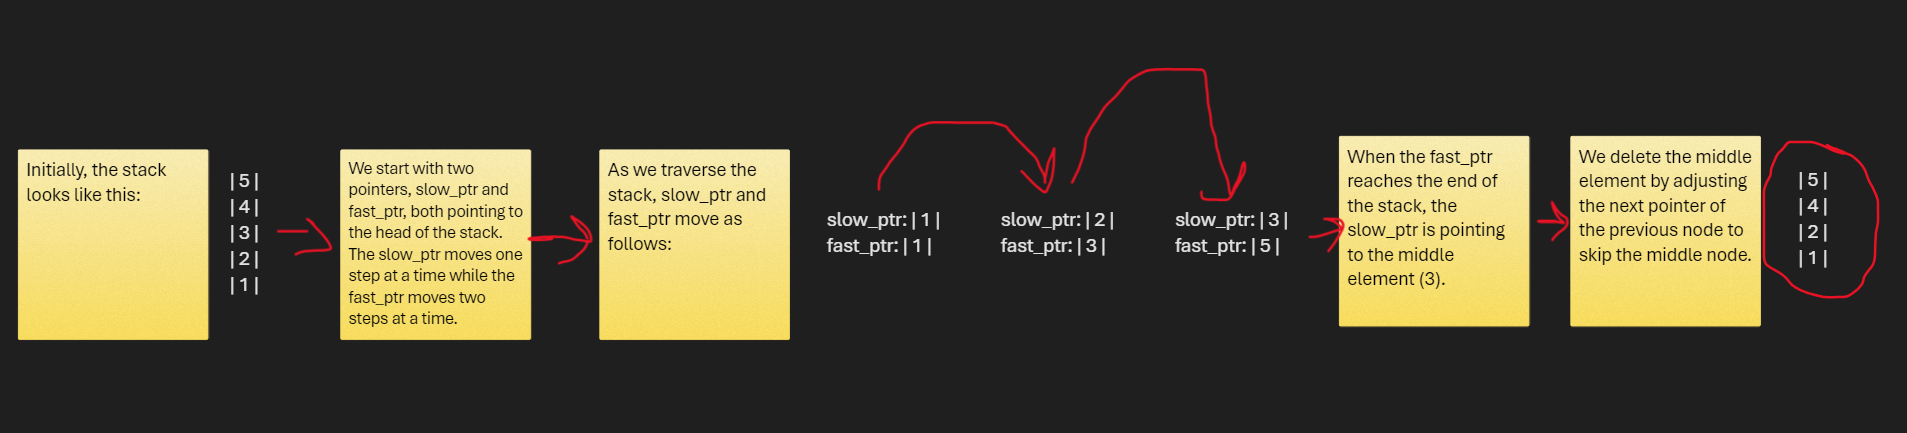 Initially, the stack
looks like this:
|5|
|4|
|3|
|2|
|1|
We start with two
pointers, slow_ptr and
fast_ptr, both pointing to
the head of the stack.
The slow_ptr moves one
step at a time while the
fast_ptr moves two
steps at a time.
As we traverse the
stack, slow_ptr and
fast_ptr move as
follows:
slow_ptr:|1|
fast_ptr:|1|
slow_ptr:|2|
fast_ptr:|3|
slow_ptr:|3|
fast_ptr:|5|
When the fast_ptr
reaches the end of
the stack, the
slow_ptr is pointing
to the middle
element (3).
We delete the middle
element by adjusting
the next pointer of
the previous node to
skip the middle node.
|5|
|4|
|2|
|1|